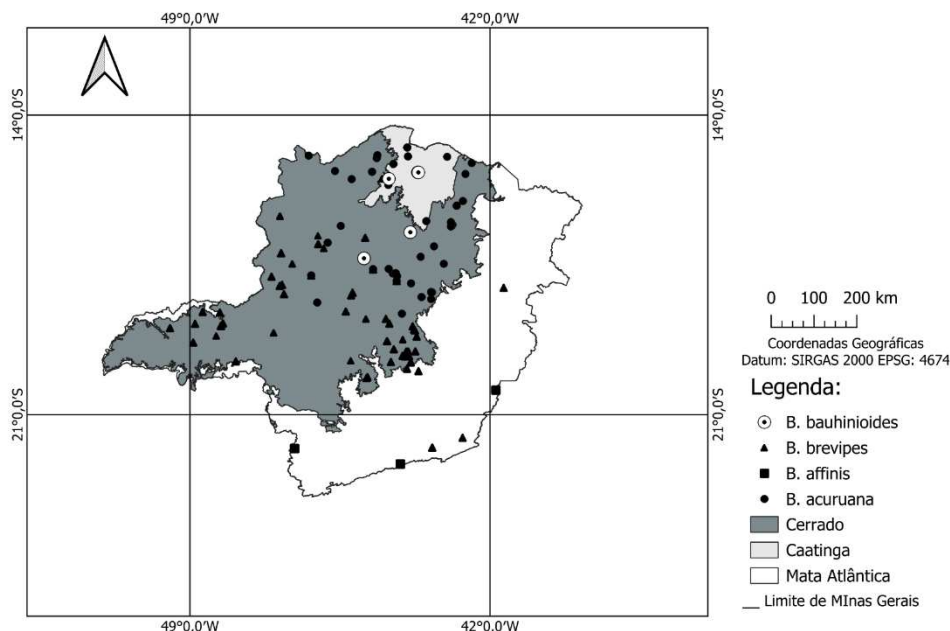 49°0,0'W 42°0,0'W
14°0,0'S 14°0,0'S
0 100 200 km
Coordenadas Geográficas
Datum: SIRGAS 2000 EPSG: 4674
Legenda:
21°0,0'S 21°0,0'S
B. bauhinioides
B. brevipes
B. affinis
B. acuruana
Cerrado
Caatinga
Mata Atlântica
Limite de MInas Gerais
49°0,0'W 42°0,0'W